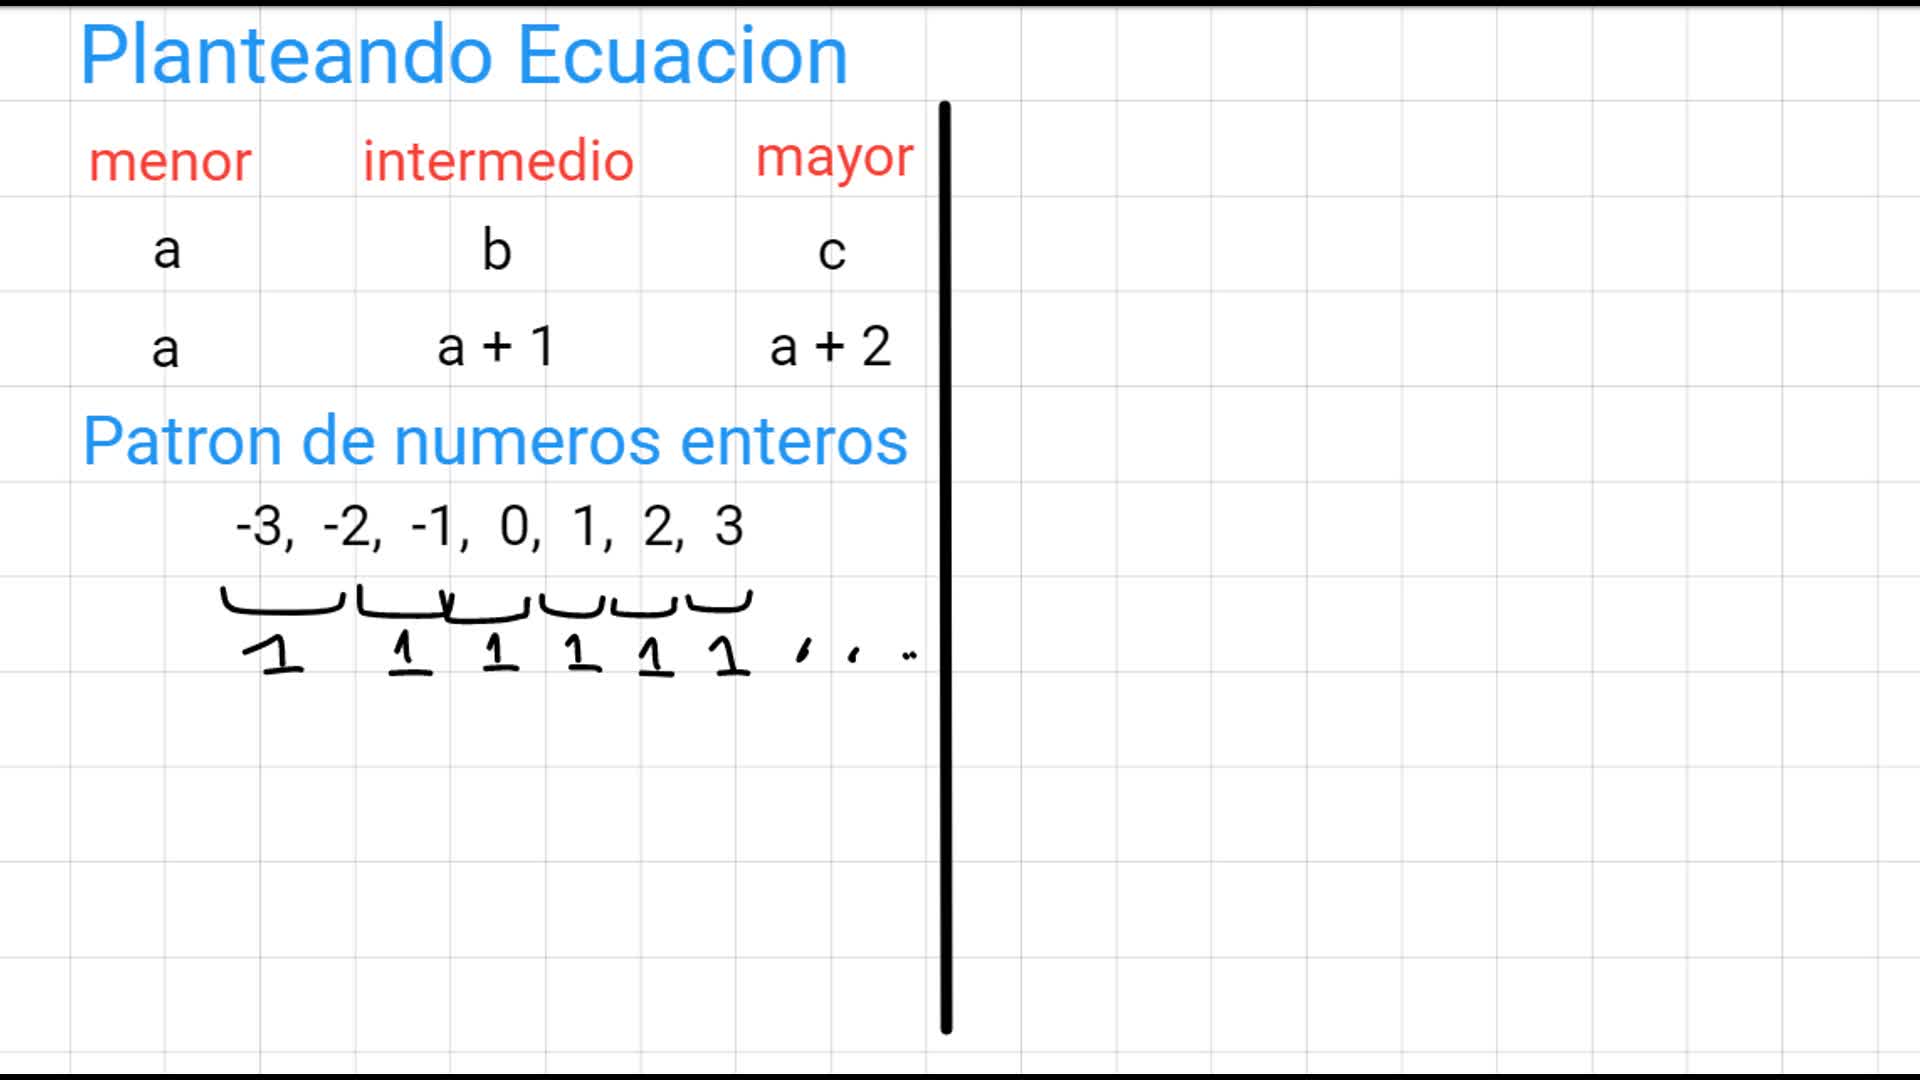 Planteando Ecuacion
menor intermedio mayor
a b c
a a + 1 a + 2
Patron de numeros enteros
-3, -2, -1, 0, 1, 2, 3
1 1 1 1 1 1 . . .